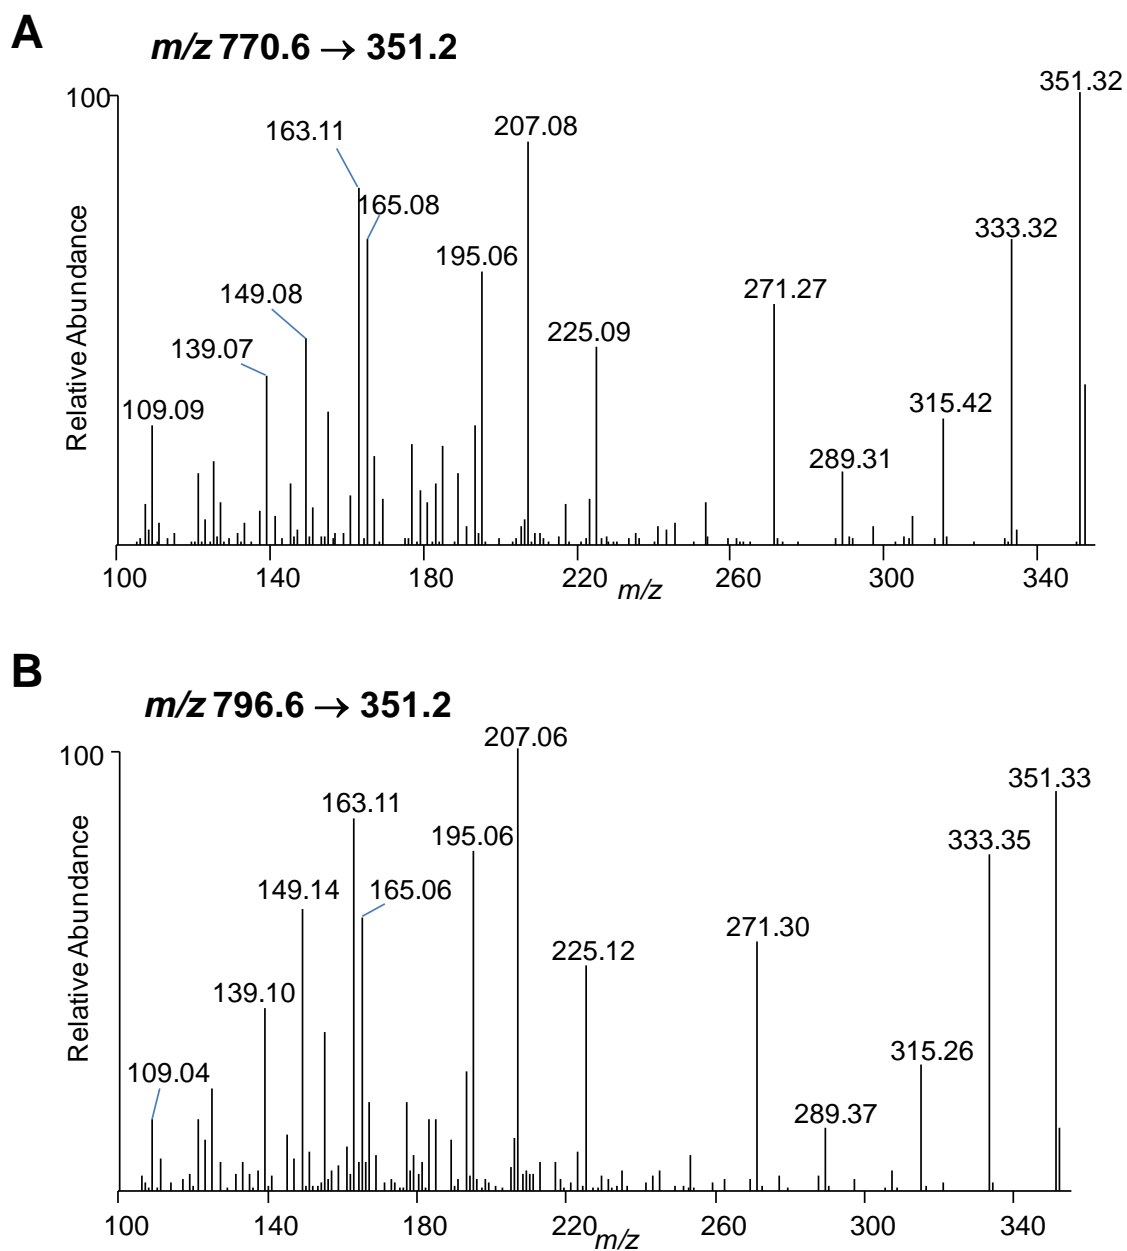 A
m/z 770.6 → 351.2
351.32
100
163.11
207.08
165.08
333.32
195.06
271.27
149.08
225.09
139.07
315.42
109.09
289.31
Relative Abundance
100 140 180 220 260 300 340
m/z
B
m/z 796.6 → 351.2
207.06
100
351.33
163.11
195.06
333.35
149.14
165.06
271.30
225.12
139.10
315.26
109.04
289.37
Relative Abundance
100 140 180 220 260 300 340
m/z